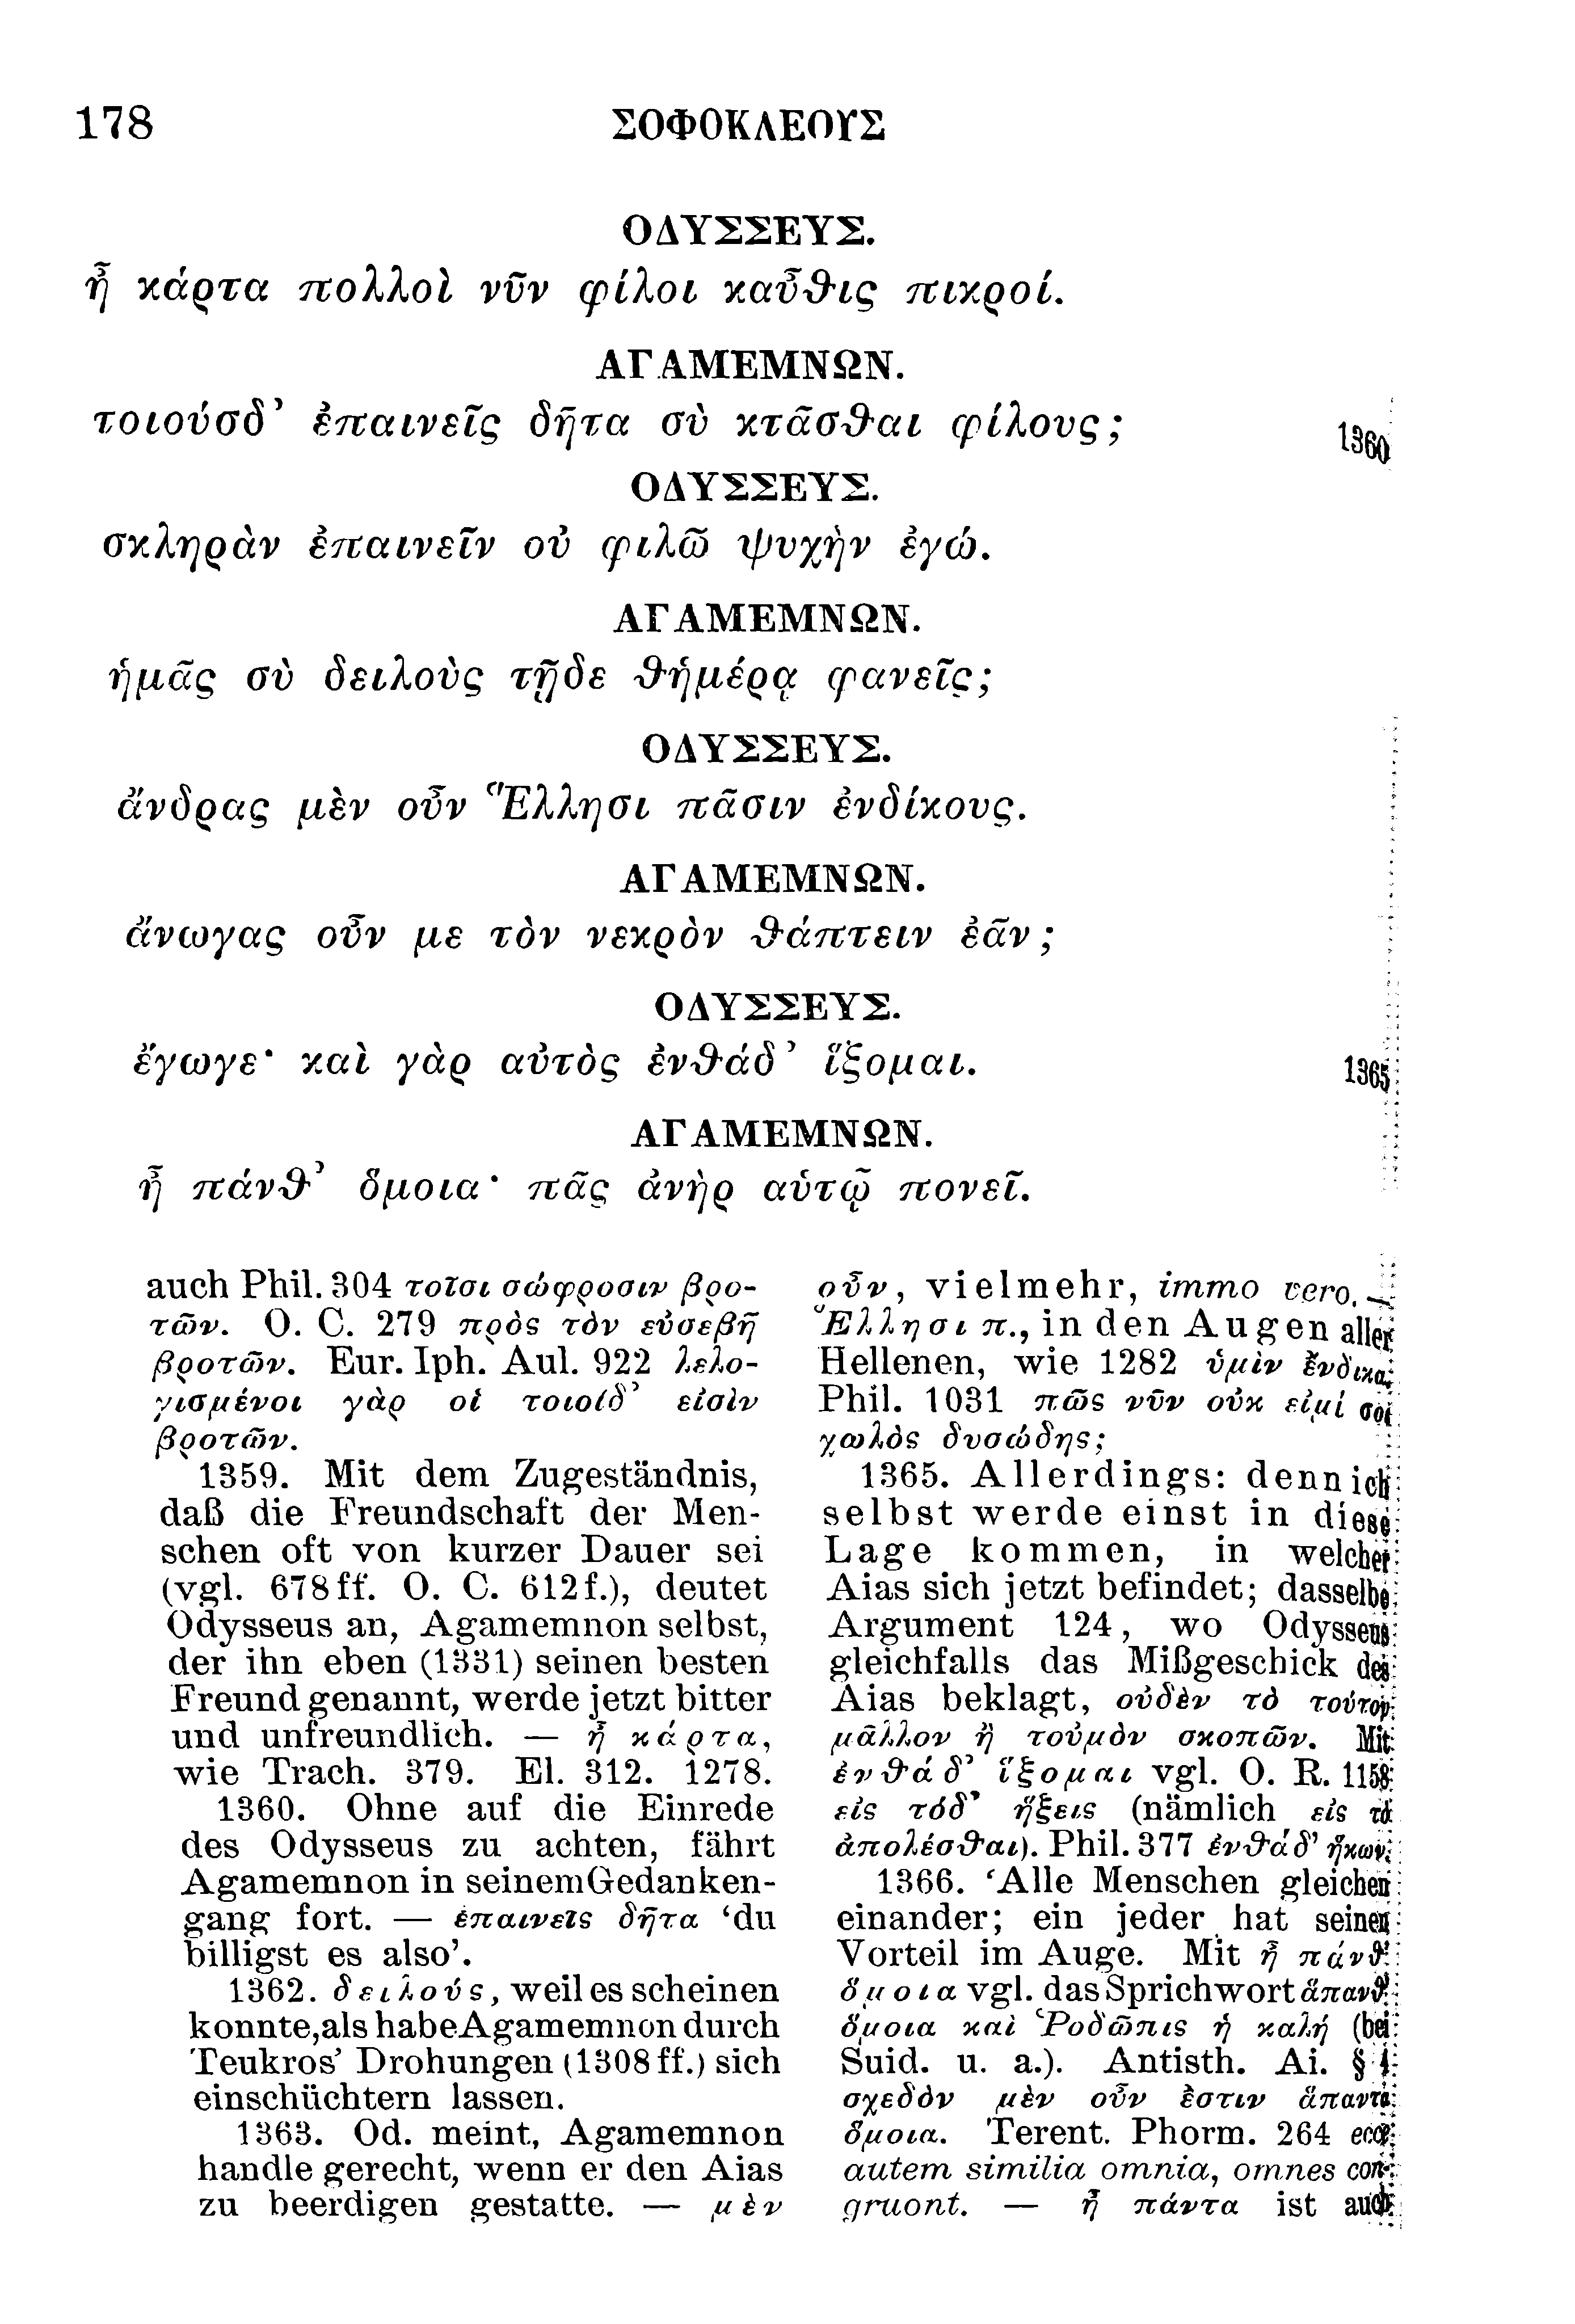 178
ΣΟΦΟΚΛΕΟΥΣ
ΟΔΥΣΣΕΥΣ.
ἦ κάρτα πολλοὶ νῦν φίλοι καὖθις πικροί.
ΑΓΑΜΕΜΝΩΝ.
τοιούσδ’ ἐπαινεῖς δῆτα σὺ κτᾶσθαι φίλους; 1360
ΟΔΥΣΣΕΥΣ.
σκληρὰν ἐπαινεῖν οὐ φιλῶ ψυχὴν ἐγώ.
ΑΓΑΜΕΜΝΩΝ.
ἡμᾶς σὺ δειλοὺς τῇδε θἠμέρᾳ φανεῖς;
ΟΔΥΣΣΕΥΣ.
ἄνδρας μὲν οὖν Ἕλλησι πᾶσιν ἐνδίκους.
ΑΓΑΜΕΜΝΩΝ.
ἄνωγας οὖν με τὸν νεκρὸν θάπτειν ἐᾶν;
ΟΔΥΣΣΕΥΣ.
ἔγωγε· καὶ γὰρ αὐτὸς ἐνθάδ’ ἵξομαι. 1365
ΑΓΑΜΕΜΝΩΝ.
ἦ πάνθ’ ὅμοια· πᾶς ἀνὴρ αὑτῷ πονεῖ.
auch Phil. 304 τοῖσι σώφροσιν βρο-
τῶν. O. C. 279 πρὸς τὸν εὐσεβῆ
βροτῶν. Eur. Iph. Aul. 922 λελο-
γισμένοι γὰρ οἱ τοιοίδ’ εἰσὶν
βροτῶν.
1359. Mit dem Zugeständnis,
daß die Freundschaft der Men-
schen oft von kurzer Dauer sei
(vgl. 678 ff. O. C. 612 f.), deutet
Odysseus an, Agamemnon selbst,
der ihn eben (1331) seinen besten
Freund genannt, werde jetzt bitter
und unfreundlich. — ἦ κάρτα,
wie Trach. 379. El. 312. 1278.
1360. Ohne auf die Einrede
des Odysseus zu achten, fährt
Agamemnon in seinem Gedanken-
gang fort. — ἐπαινεῖς δῆτα ‘du
billigst es also’.
1362. δειλούς, weil es scheinen
konnte, als habe Agamemnon durch
Teukros’ Drohungen (1308 ff.) sich
einschüchtern lassen.
1363. Od. meint, Agamemnon
handle gerecht, wenn er den Aias
zu beerdigen gestatte. — μὲν
οὖν, vielmehr, immo vero. —
Ἕλλησι π., in den Augen aller
Hellenen, wie 1282 ὑμὶν ἔνδικα;
Phil. 1031 πῶς νῦν οὐκ εἰμί σοι
χωλὸς δυσώδης;
1365. Allerdings: denn ich
selbst werde einst in diese
Lage kommen, in welcher
Aias sich jetzt befindet; dasselbe
Argument 124, wo Odysseus
gleichfalls das Mißgeschick des
Aias beklagt, οὐδὲν τὸ τούτου
μᾶλλον ἢ τοὐμὸν σκοπῶν. Mit
ἐνθάδ’ ἵξομαι vgl. O. R. 1158
εἰς τόδ’ ἥξεις (nämlich εἰς τὸ
ἀπολέσθαι). Phil. 377 ἐνθάδ’ ἥκων,
1366. ‘Alle Menschen gleichen
einander; ein jeder hat seinen
Vorteil im Auge. Mit ἦ πάνθ’
ὅμοια vgl. das Sprichwort ἅπανθ’
ὅμοια καὶ Ῥοδῶπις ἡ καλή (bei
Suid. u. a.). Antisth. Ai. § 4
σχεδὸν μὲν οὖν ἐστιν ἅπαντα
ὅμοια. Terent. Phorm. 264 ecce
autem similia omnia, omnes con-
gruont. — ἦ πάντα ist auch